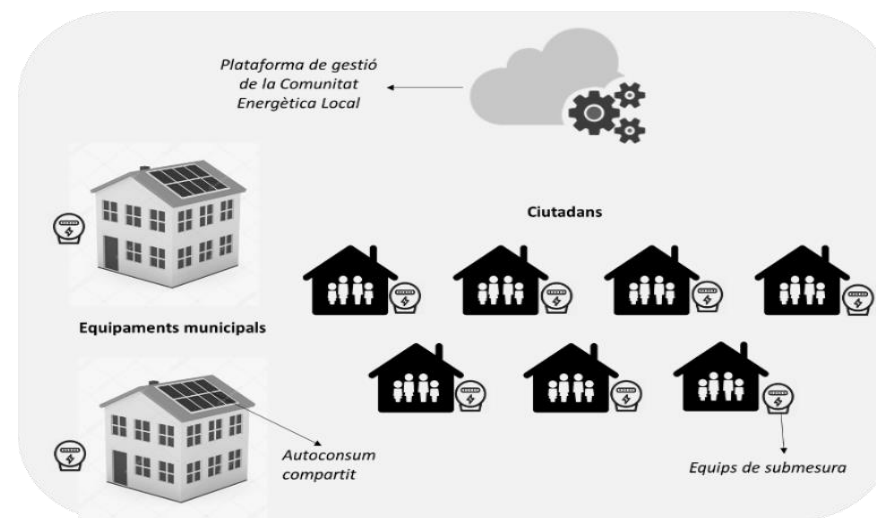 Plataforma de gestió
de la Comunitat
Energètica Local
Ciutadans
Equipaments municipals
Autoconsum
compartit
Equips de submesura